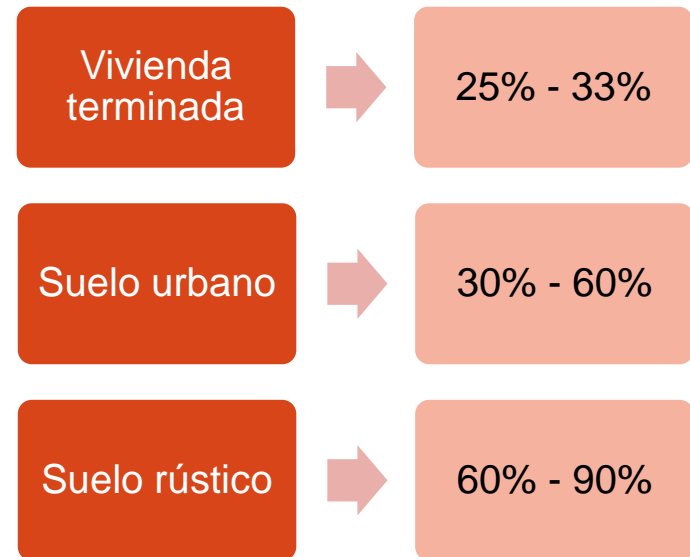 Vivienda
terminada
25% - 33%
Suelo urbano
30% - 60%
Suelo rústico
60% - 90%